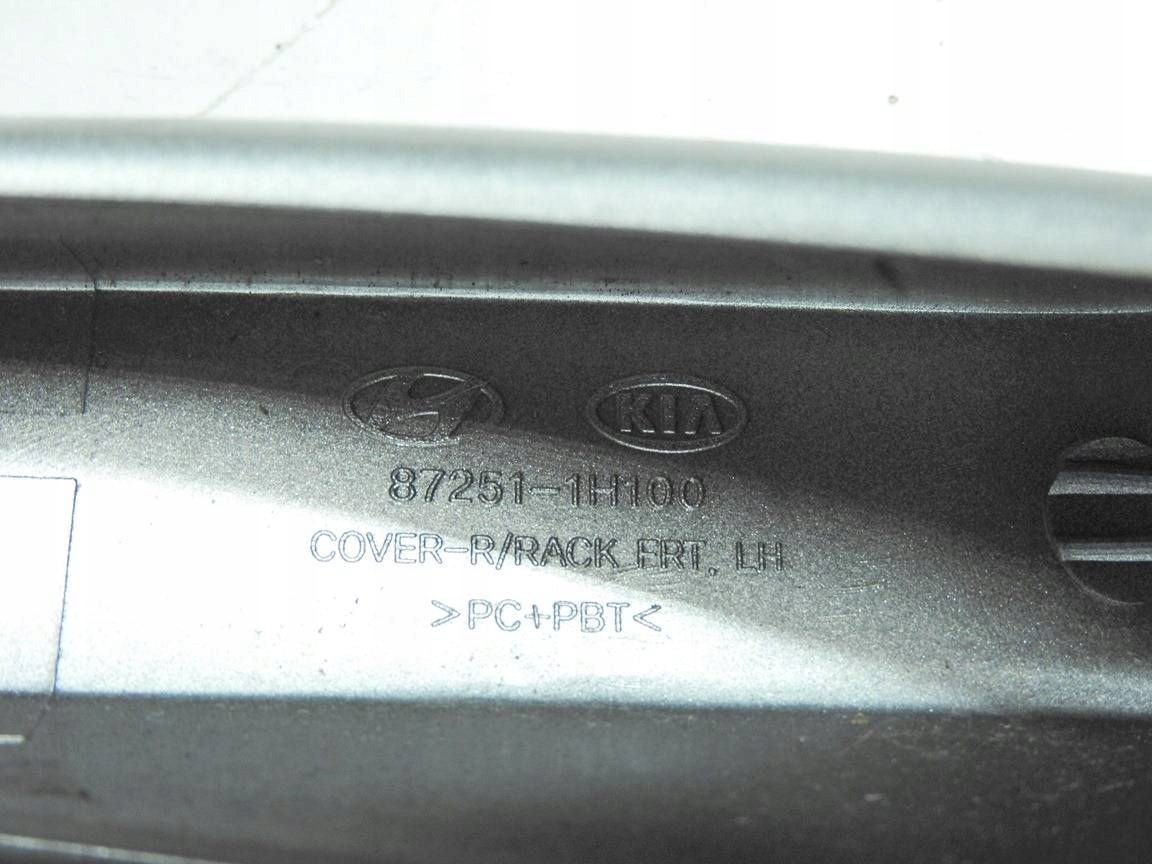 KIA
87251-1H100
COVER-R/RACK FRT, LH
>PC+PBT<